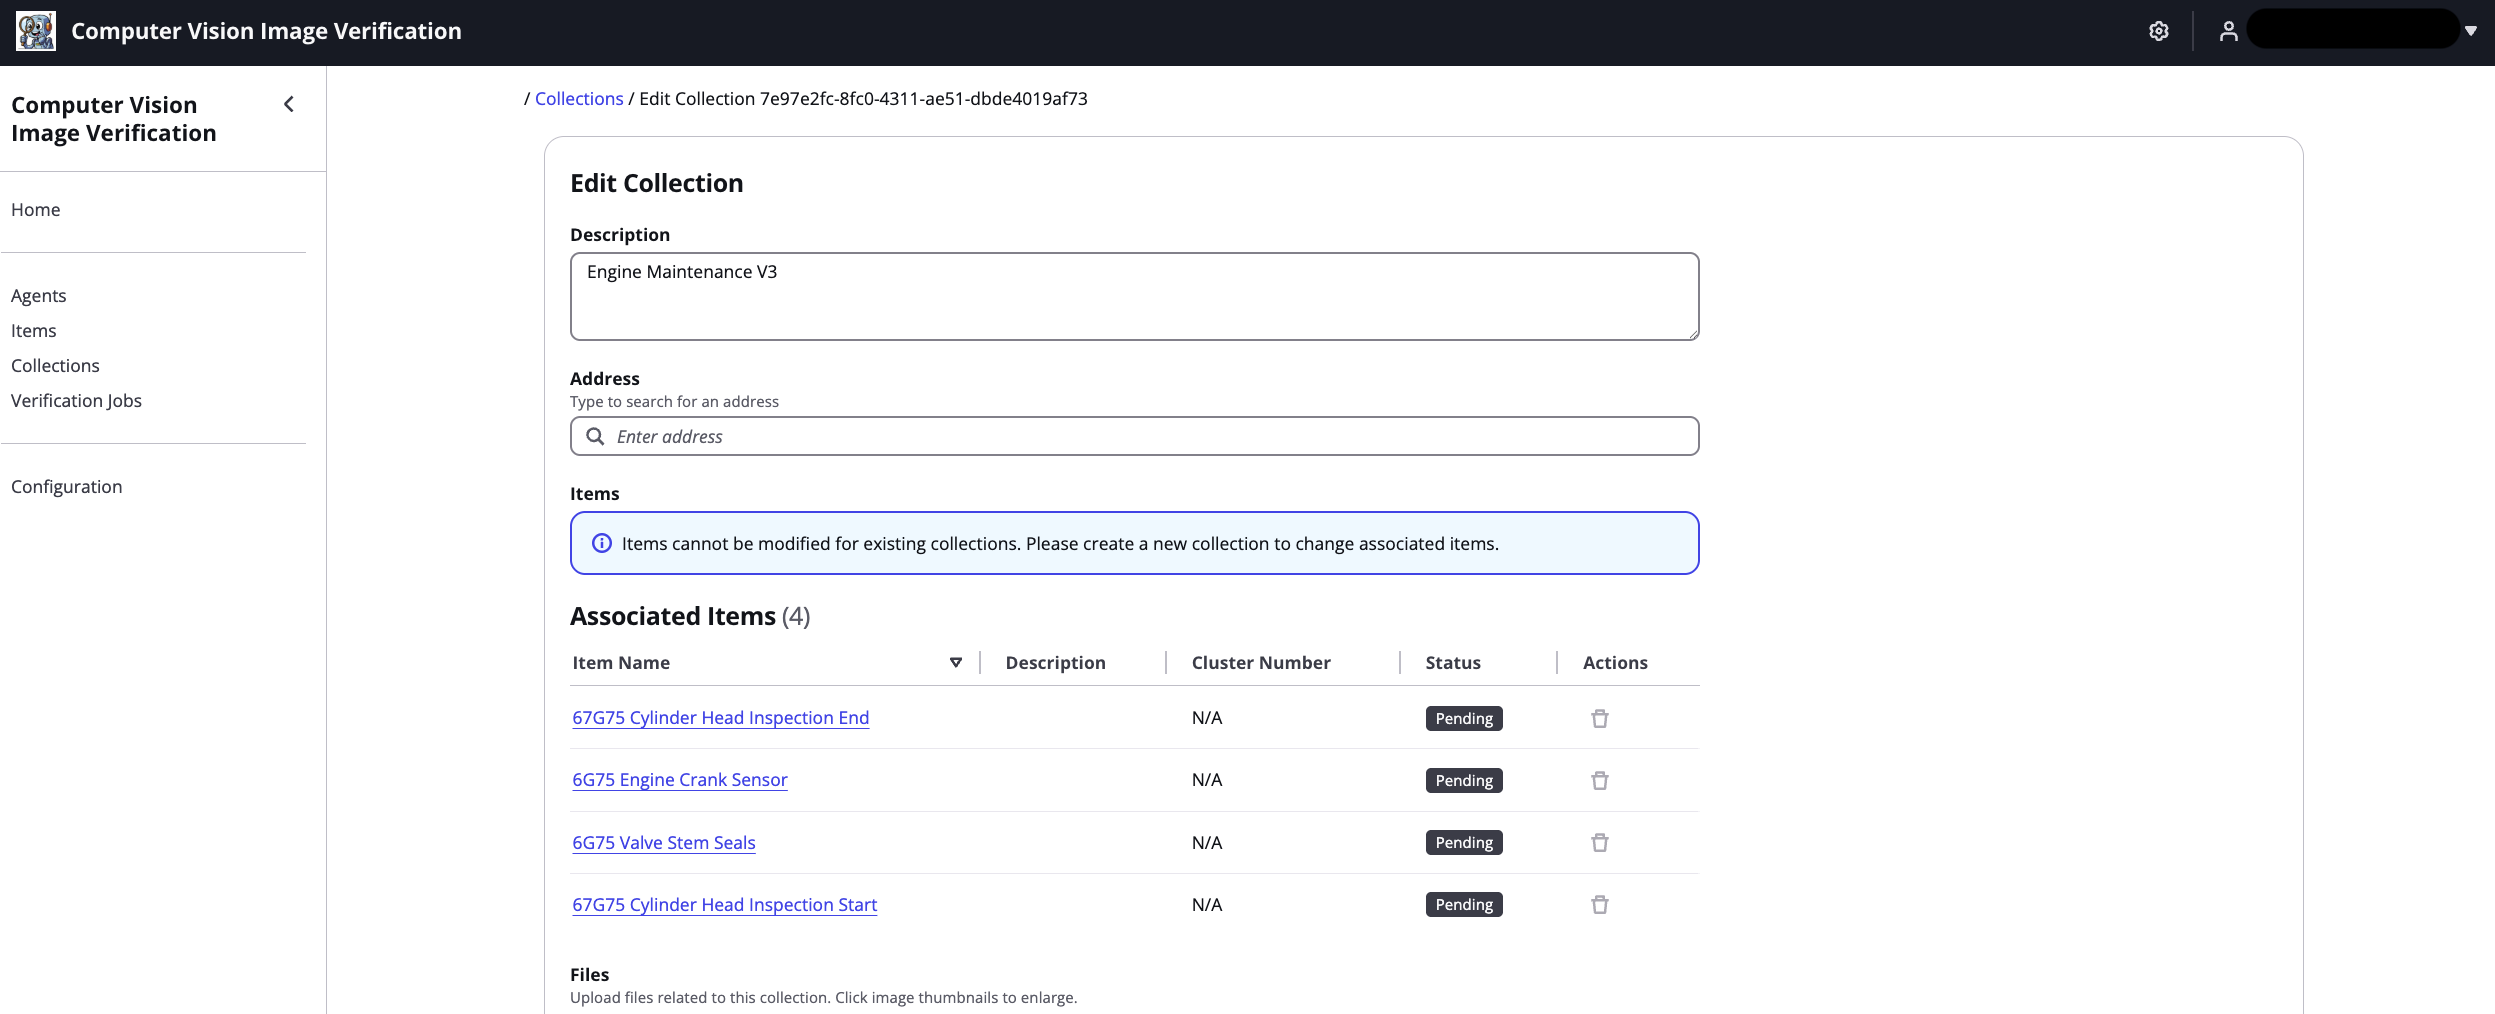 Computer Vision Image Verification
Computer Vision
Image Verification
Home
Agents
Items
Collections
Verification Jobs
Configuration
/ Collections / Edit Collection 7e97e2fc-8fc0-4311-ae51-dbde4019af73
Edit Collection
Description
Engine Maintenance V3
Address
Type to search for an address
Enter address
Items
Items cannot be modified for existing collections. Please create a new collection to change associated items.
Associated Items (4)
Item Name Description Cluster Number Status Actions
67G75 Cylinder Head Inspection End N/A Pending
6G75 Engine Crank Sensor N/A Pending
6G75 Valve Stem Seals N/A Pending
67G75 Cylinder Head Inspection Start N/A Pending
Files
Upload files related to this collection. Click image thumbnails to enlarge.